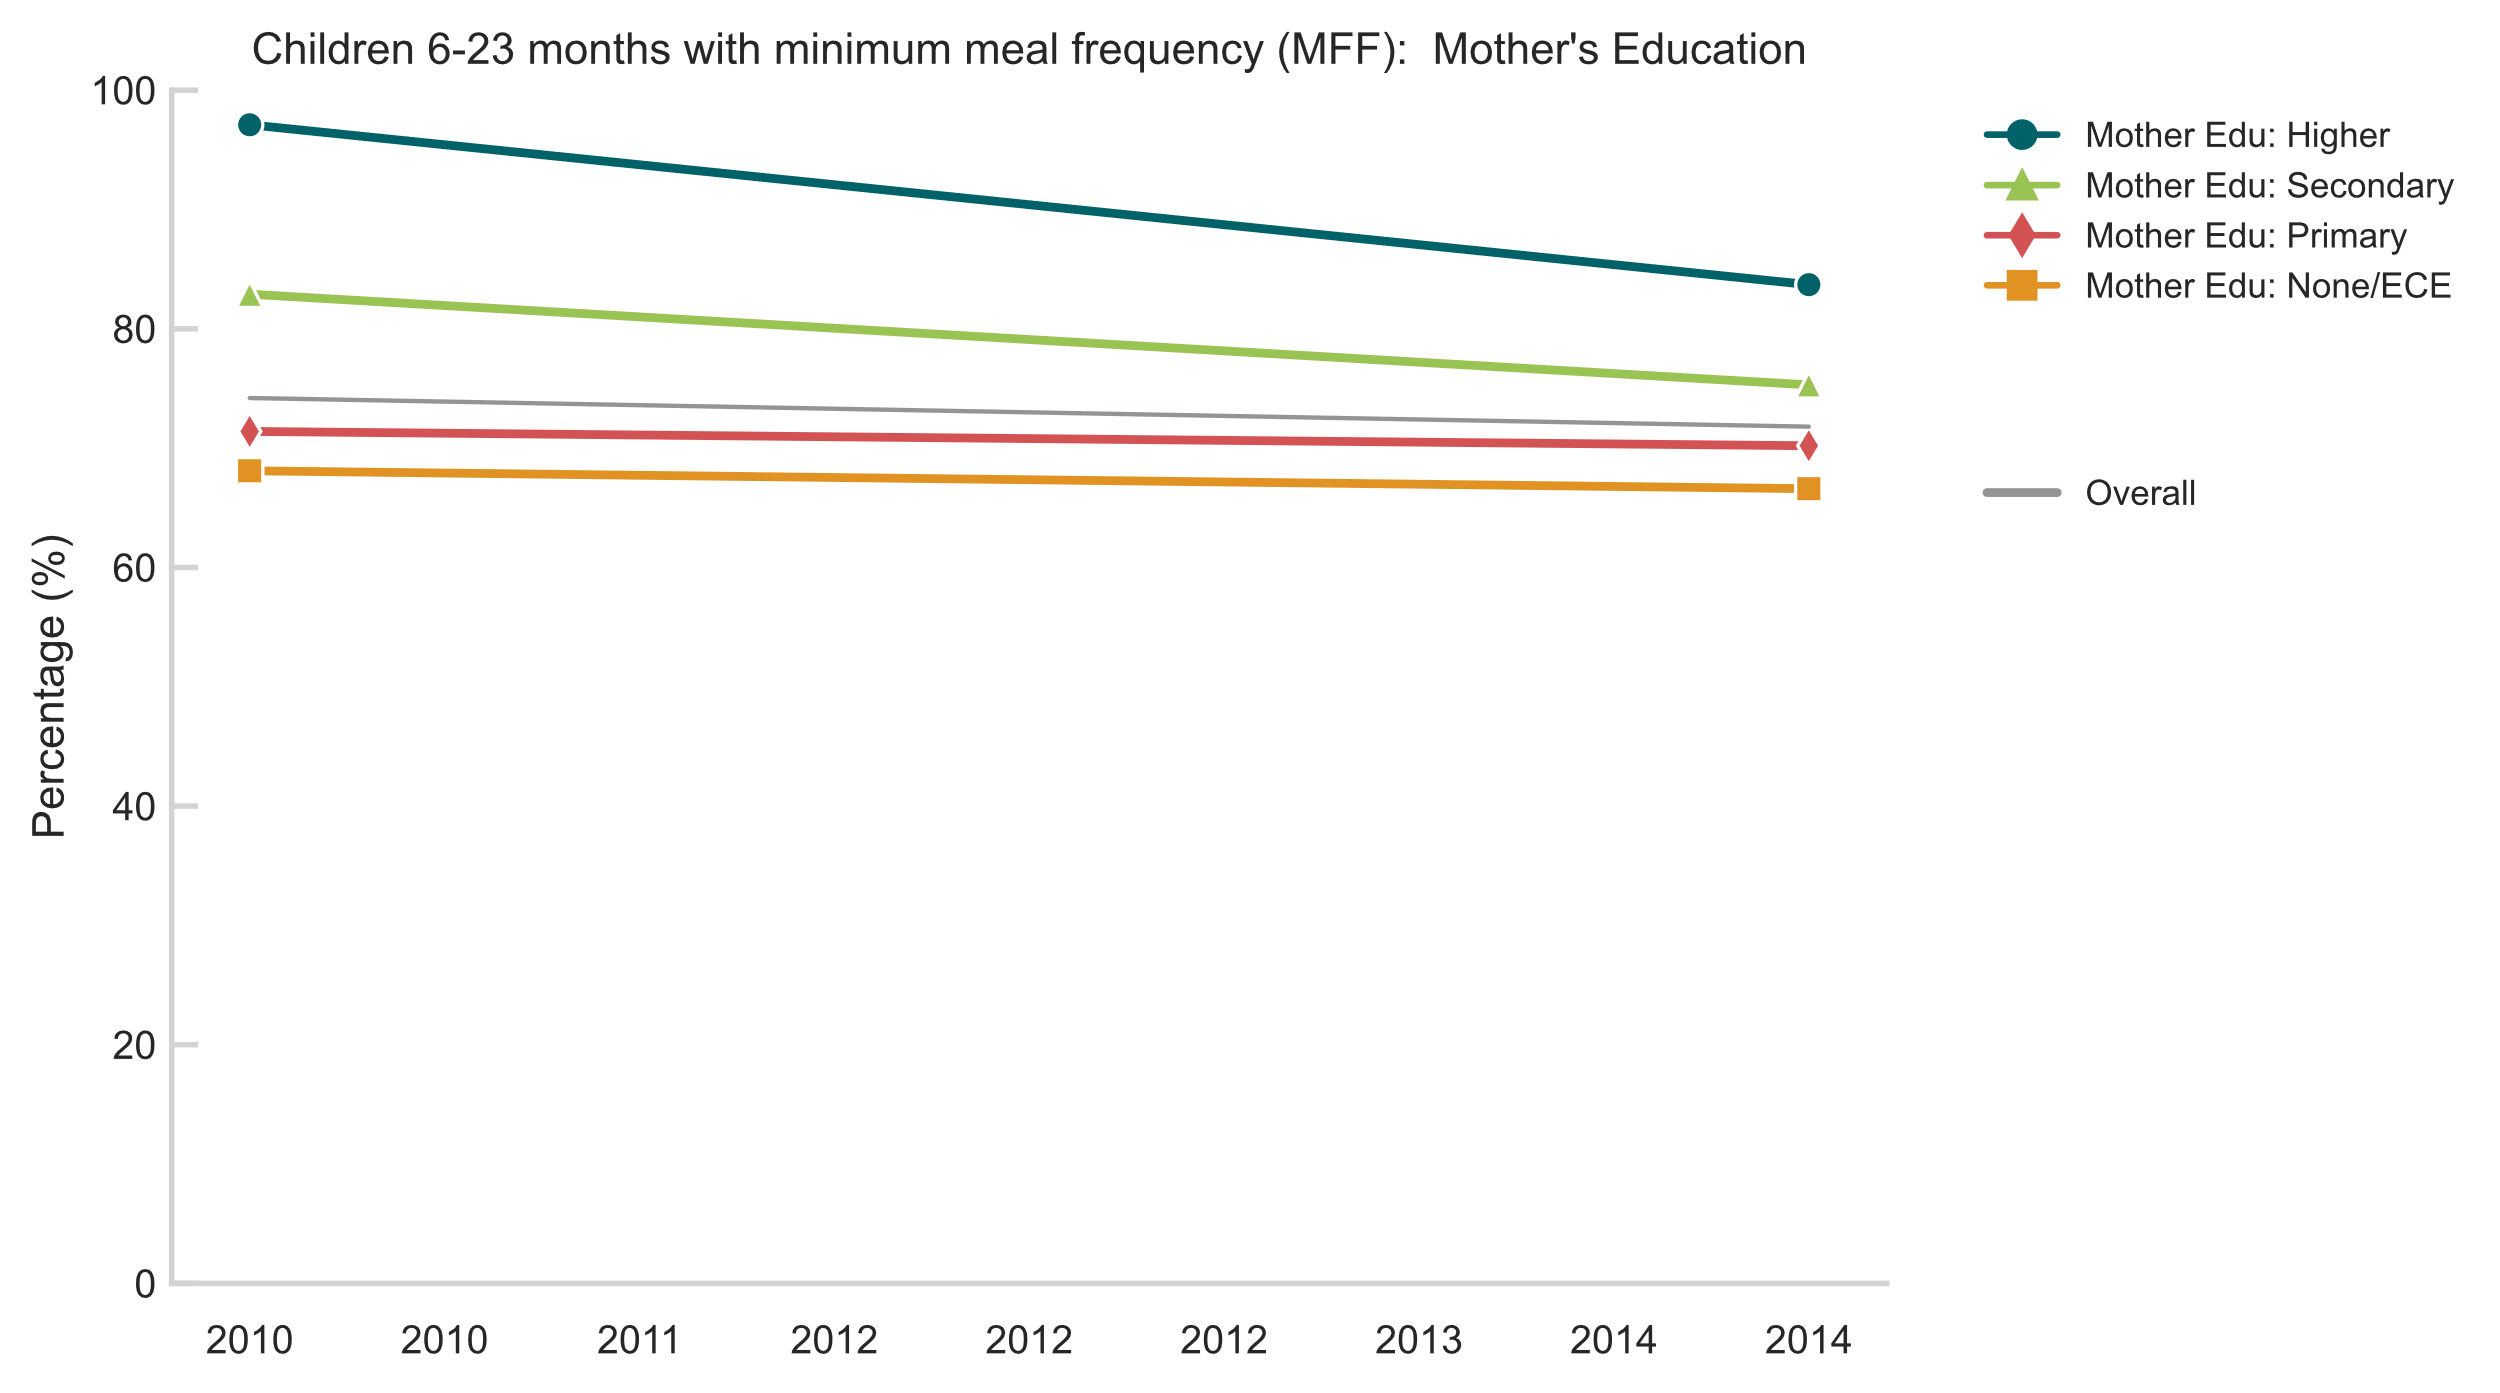 Children 6-23 months with minimum meal frequency (MFF):  Mother's Education
100
80
60
40
20
0
Percentage (%)
2010 2010 2011 2012 2012 2012 2013 2014 2014
Mother Edu: Higher
Mother Edu: Secondary
Mother Edu: Primary
Mother Edu: None/ECE
Overall